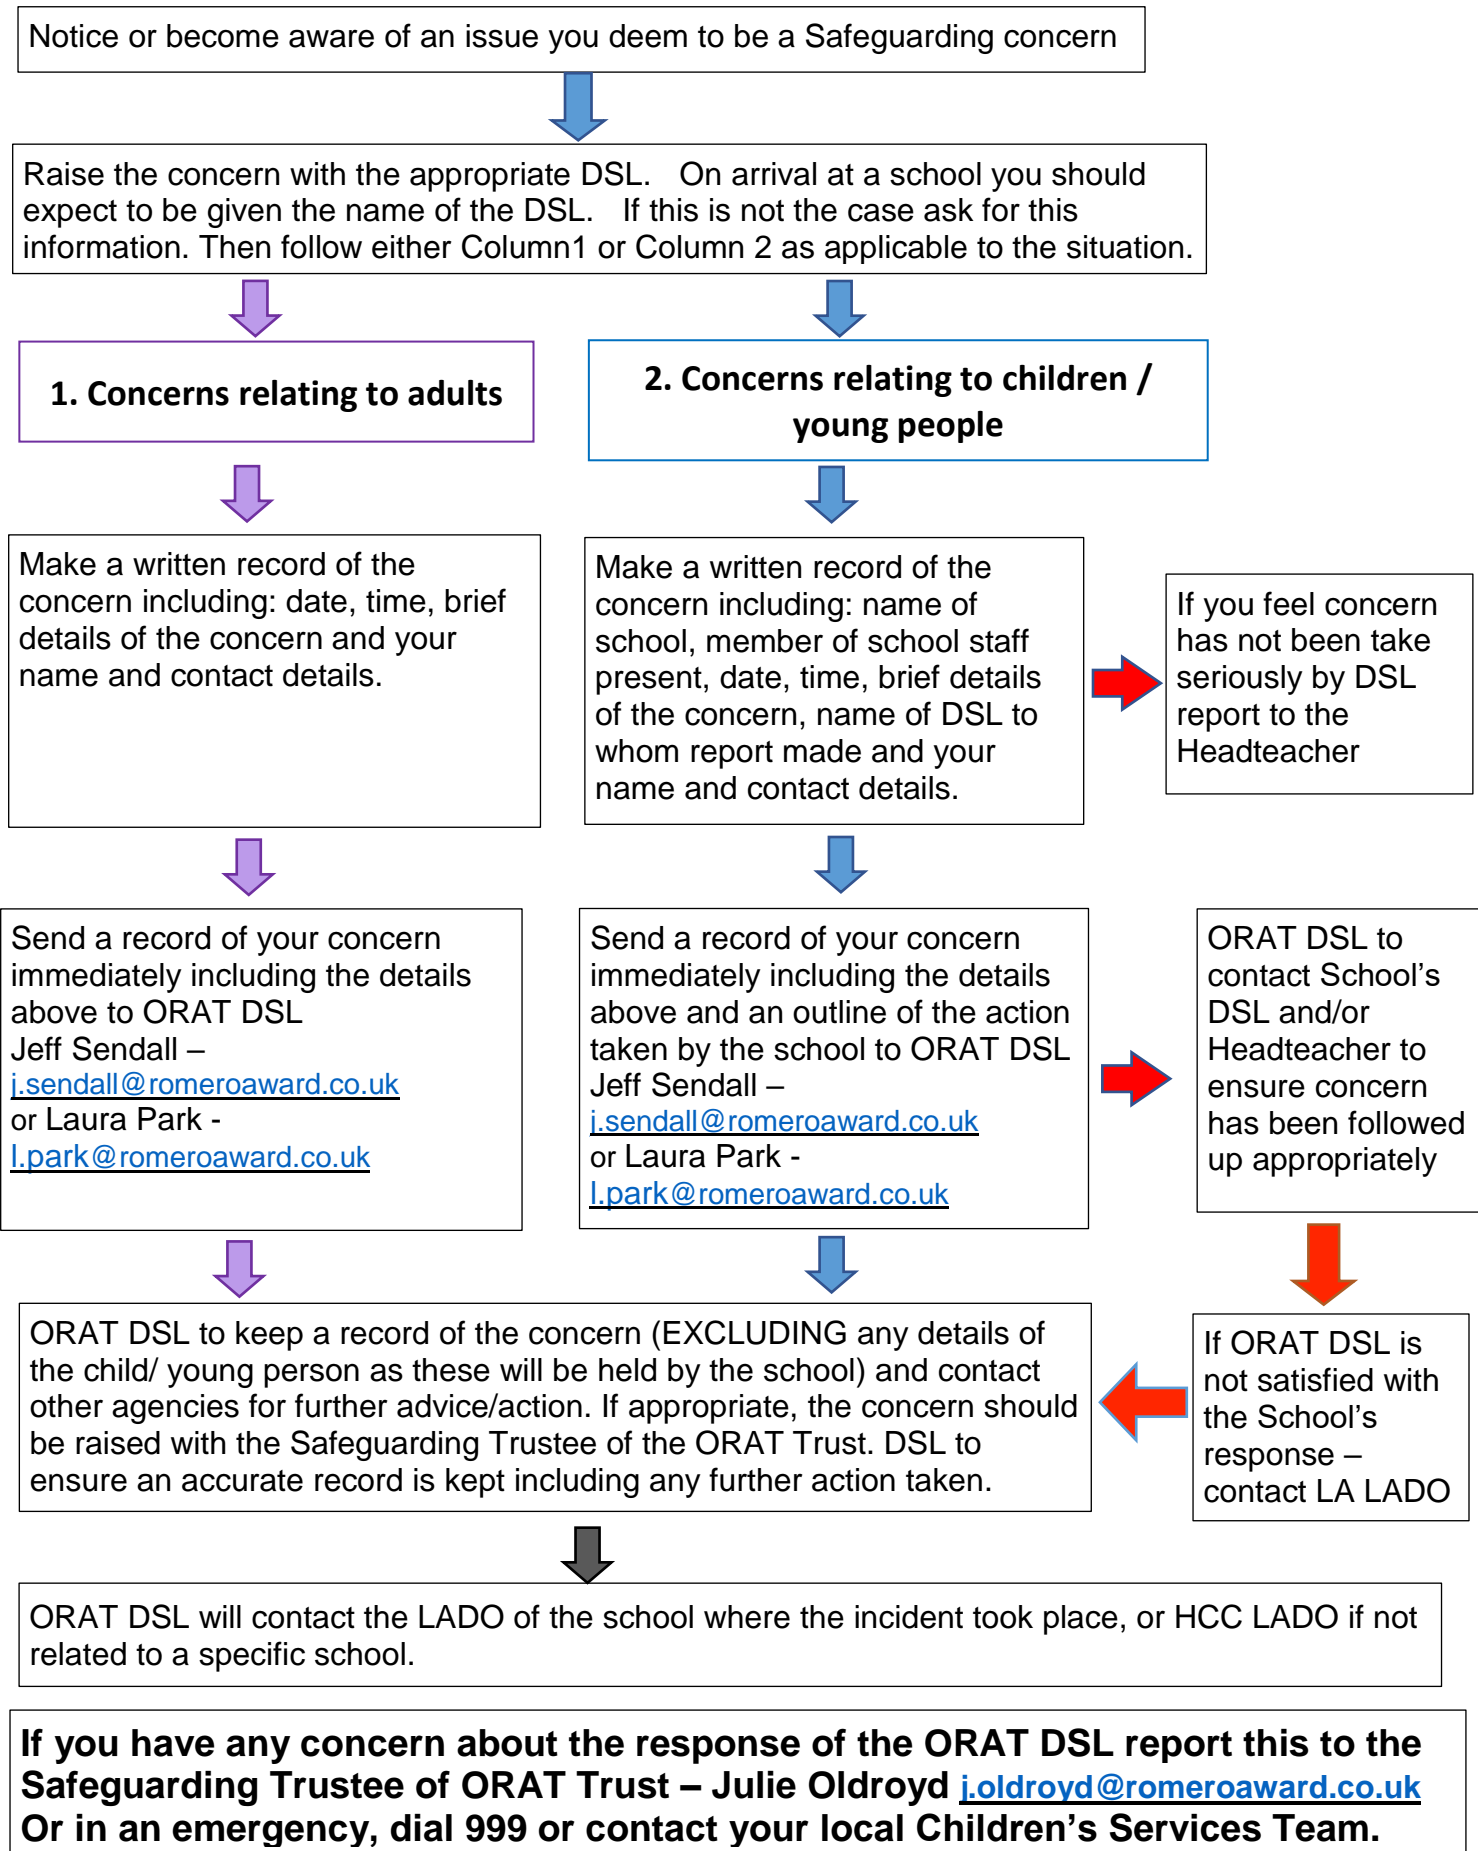 Notice or become aware of an issue you deem to be a Safeguarding concern
Raise the concern with the appropriate DSL.   On arrival at a school you should
expect to be given the name of the DSL.   If this is not the case ask for this
information. Then follow either Column1 or Column 2 as applicable to the situation.
1. Concerns relating to adults
2. Concerns relating to children /
young people
Make a written record of the
concern including: date, time, brief
details of the concern and your
name and contact details.
Make a written record of the
concern including: name of
school, member of school staff
present, date, time, brief details
of the concern, name of DSL to
whom report made and your
name and contact details.
If you feel concern
has not been take
seriously by DSL
report to the
Headteacher
Send a record of your concern
immediately including the details
above to ORAT DSL
Jeff Sendall –
j.sendall@romeroaward.co.uk
or Laura Park -
l.park@romeroaward.co.uk
Send a record of your concern
immediately including the details
above and an outline of the action
taken by the school to ORAT DSL
Jeff Sendall –
j.sendall@romeroaward.co.uk
or Laura Park -
l.park@romeroaward.co.uk
ORAT DSL to
contact School’s
DSL and/or
Headteacher to
ensure concern
has been followed
up appropriately
ORAT DSL to keep a record of the concern (EXCLUDING any details of
the child/ young person as these will be held by the school) and contact
other agencies for further advice/action. If appropriate, the concern should
be raised with the Safeguarding Trustee of the ORAT Trust. DSL to
ensure an accurate record is kept including any further action taken.
If ORAT DSL is
not satisfied with
the School’s
response –
contact LA LADO
ORAT DSL will contact the LADO of the school where the incident took place, or HCC LADO if not
related to a specific school.
If you have any concern about the response of the ORAT DSL report this to the
Safeguarding Trustee of ORAT Trust – Julie Oldroyd j.oldroyd@romeroaward.co.uk
Or in an emergency, dial 999 or contact your local Children’s Services Team.